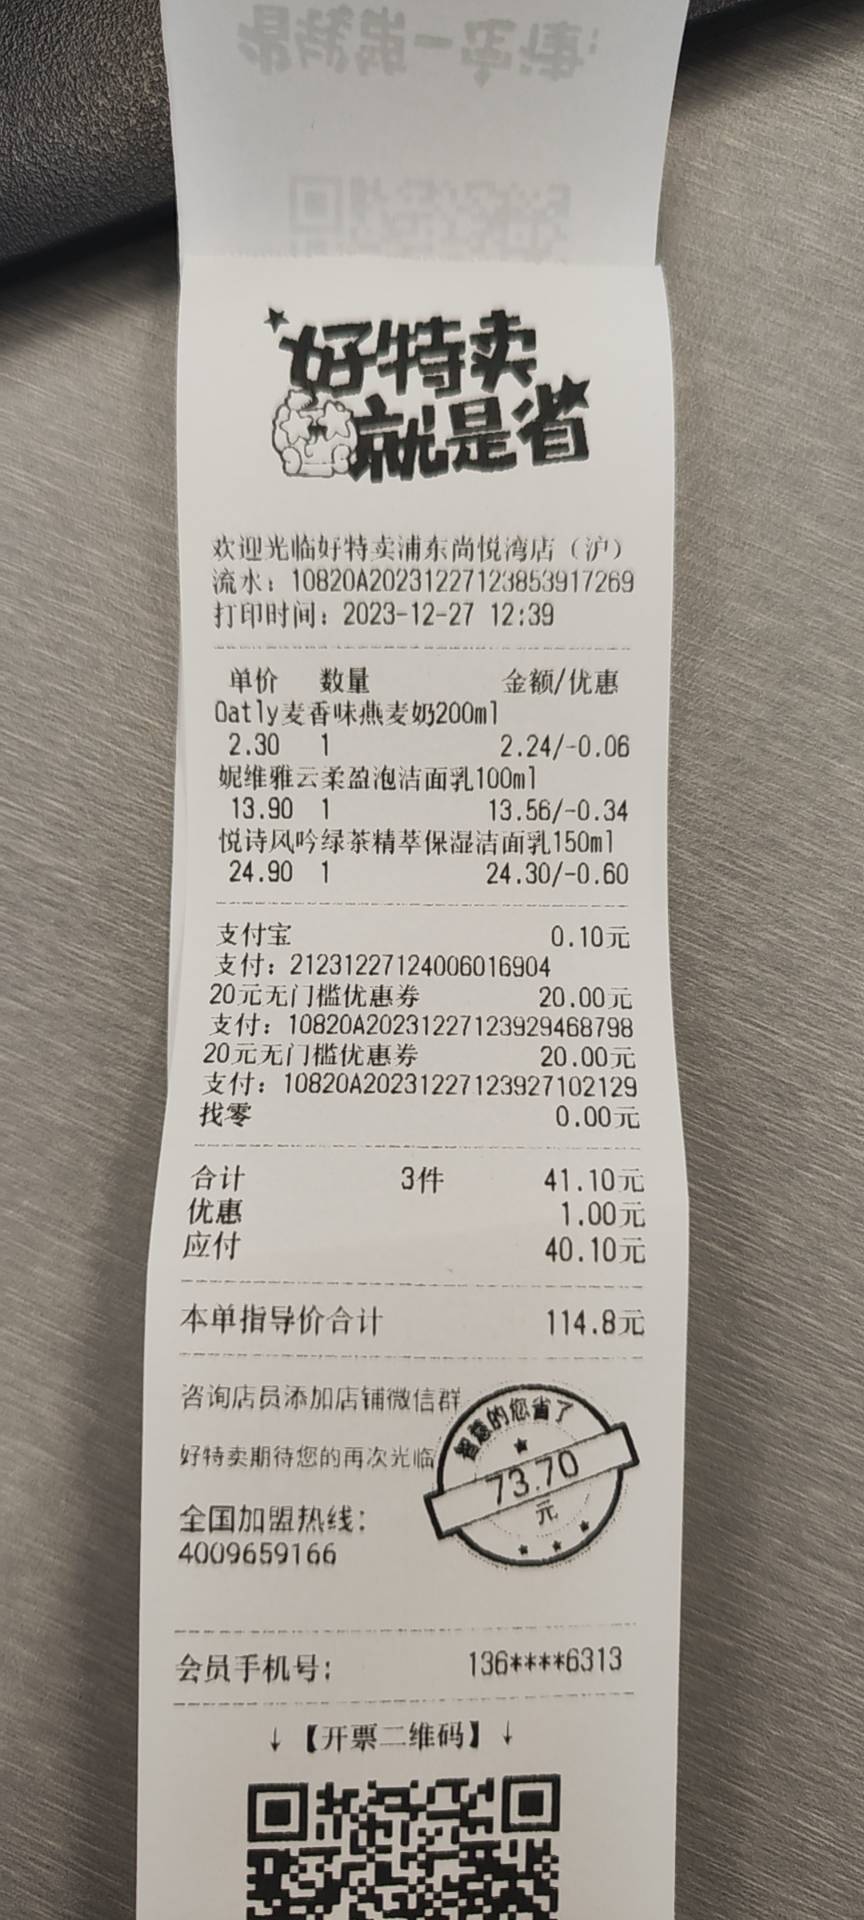 好特卖
就是省
欢迎光临好特卖浦东尚悦湾店（沪）
流水：10820A202312271238539​17269
打印时间：2023-12-27 12:39
单价 数量 金额/优惠
Oatly麦香味燕麦奶200ml
2.30 1 2.24/-0.06
妮维雅云柔盈泡洁面乳100ml
13.90 1 13.56/-0.34
悦诗风吟绿茶精萃保湿洁面乳150ml
24.90 1 24.30/-0.60
支付宝 0.10元
支付：21231227124006016904
20元无门槛优惠券 20.00元
支付：10820A20231227123929468798
20元无门槛优惠券 20.00元
支付：10820A20231227123927102129
找零 0.00元
合计 3件 41.10元
优惠 1.00元
应付 40.10元
本单指导价合计 114.8元
咨询店员添加店铺微信群
好特卖期待您的再次光临
智慧的您省了
73.70
元
全国加盟热线：
4009659166
会员手机号： 136****6313
↓【开票二维码】↓